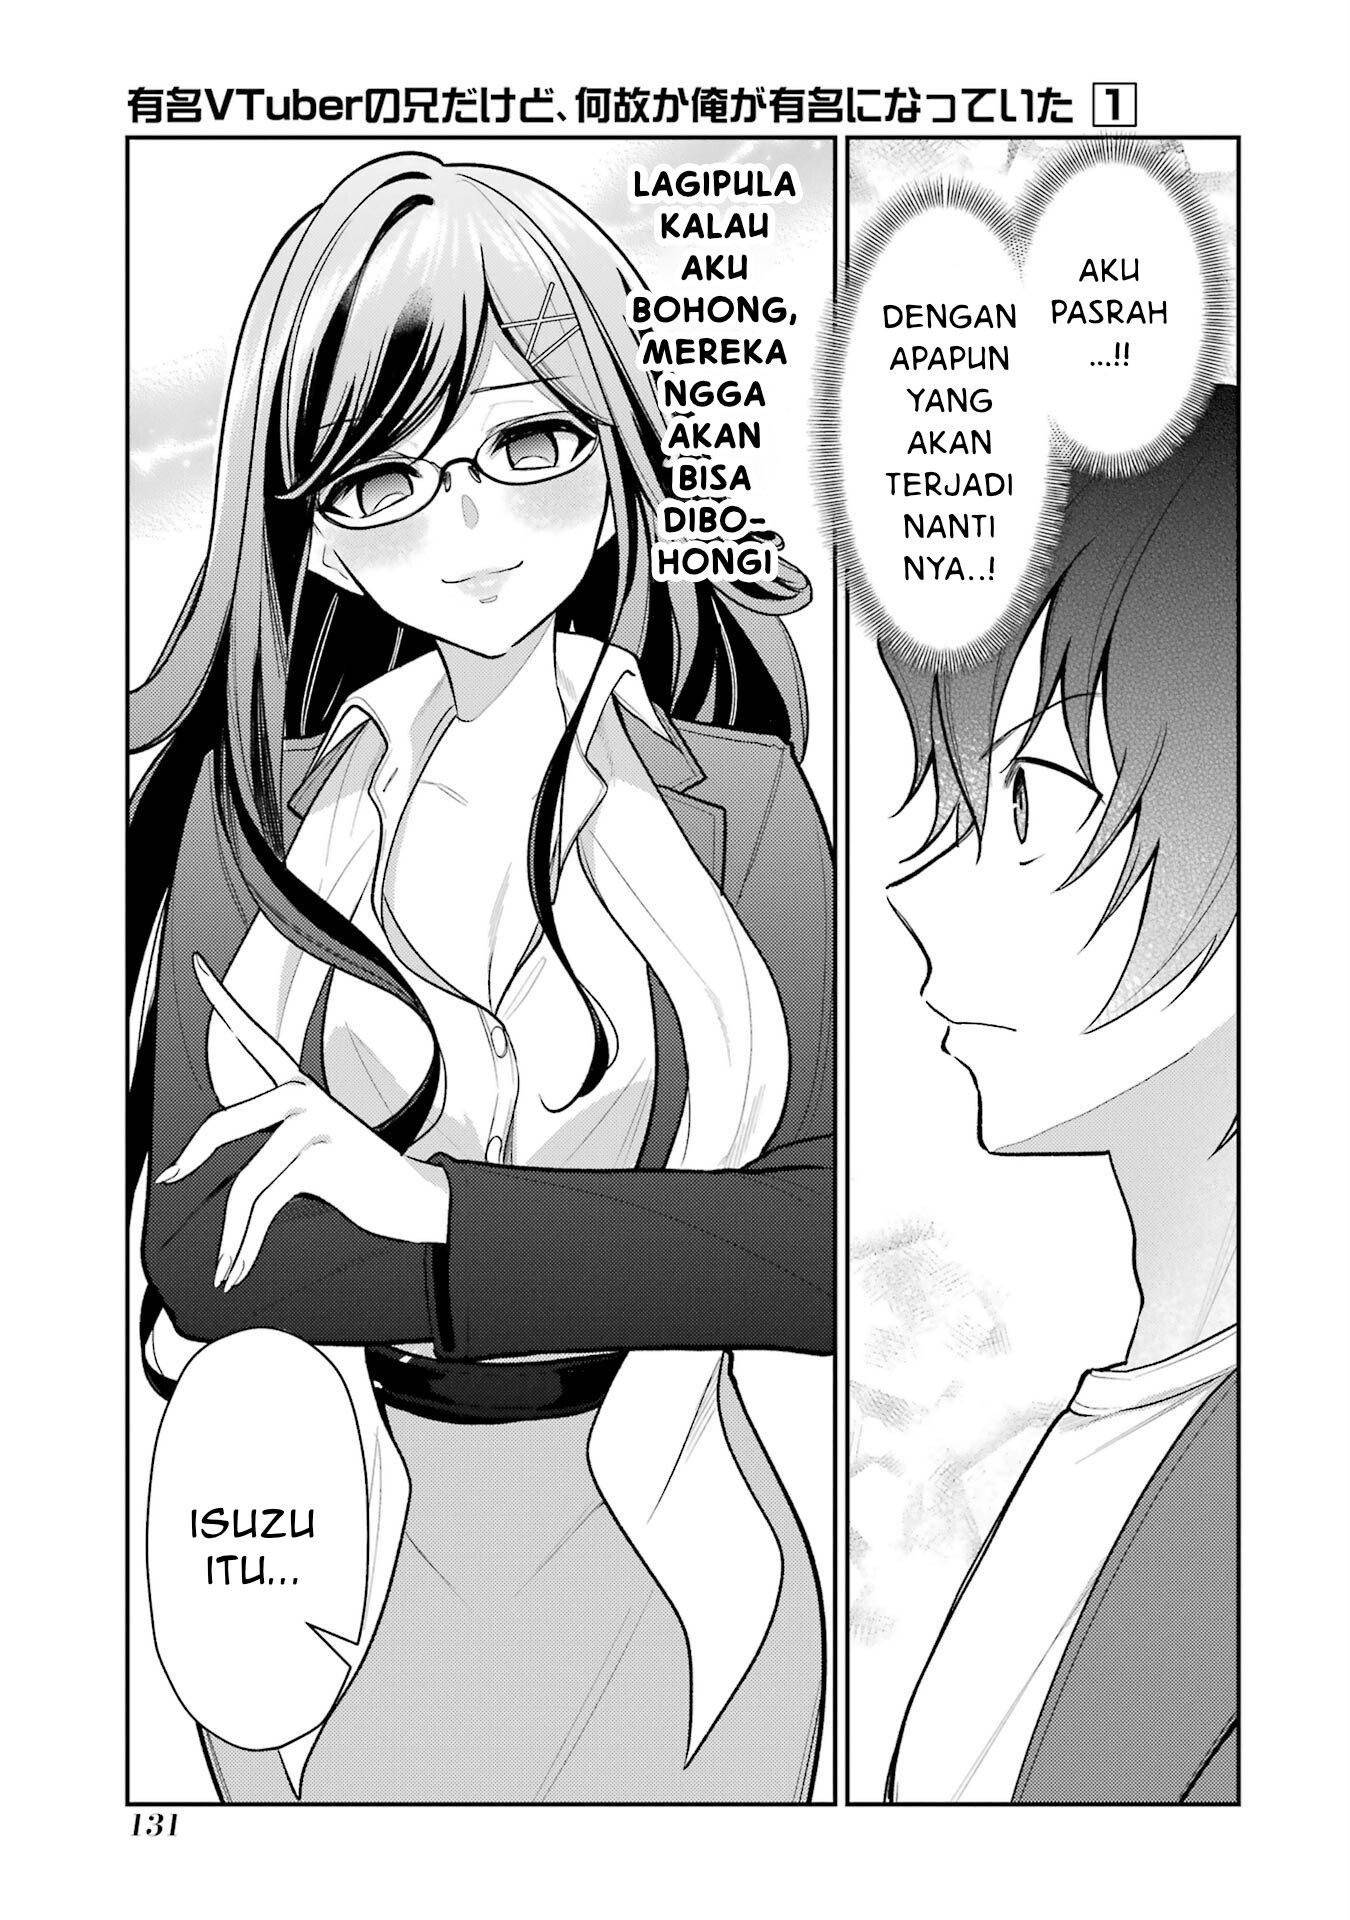 有名VTuberの兄だけど、何故か俺が有名になっていた 1
AKU
PASRAH
...!!
DENGAN
APAPUN
YANG
AKAN
TERJADI
NANTI
NYA..!
LAGIPULA
KALAU
AKU
BOHONG,
MEREKA
NGGA
AKAN
BISA
DIBO-
HONGI
ISUZU
ITU...
131